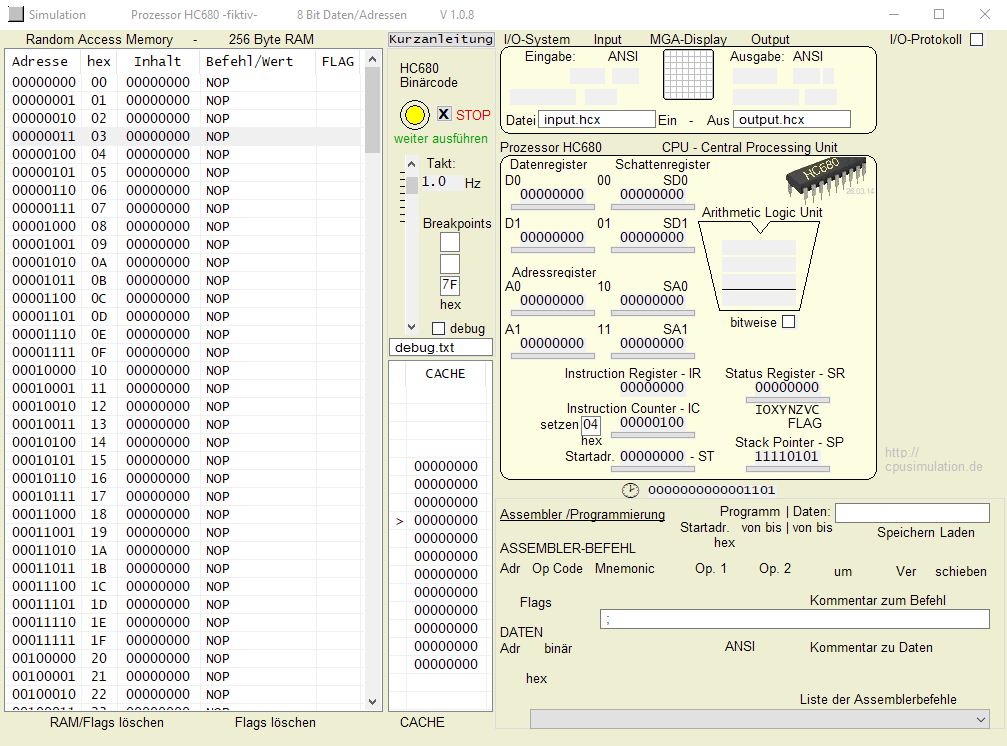 Simulation Prozessor HC680 -fiktiv- 8 Bit Daten/Adressen V 1.0.8
Random Access Memory - 256 Byte RAM
Adresse hex Inhalt Befehl/Wert FLAG
00000000 00 00000000 NOP
00000001 01 00000000 NOP
00000010 02 00000000 NOP
00000011 03 00000000 NOP
00000100 04 00000000 NOP
00000101 05 00000000 NOP
00000110 06 00000000 NOP
00000111 07 00000000 NOP
00001000 08 00000000 NOP
00001001 09 00000000 NOP
00001010 0A 00000000 NOP
00001011 0B 00000000 NOP
00001100 0C 00000000 NOP
00001101 0D 00000000 NOP
00001110 0E 00000000 NOP
00001111 0F 00000000 NOP
00010000 10 00000000 NOP
00010001 11 00000000 NOP
00010010 12 00000000 NOP
00010011 13 00000000 NOP
00010100 14 00000000 NOP
00010101 15 00000000 NOP
00010110 16 00000000 NOP
00010111 17 00000000 NOP
00011000 18 00000000 NOP
00011001 19 00000000 NOP
00011010 1A 00000000 NOP
00011011 1B 00000000 NOP
00011100 1C 00000000 NOP
00011101 1D 00000000 NOP
00011110 1E 00000000 NOP
00011111 1F 00000000 NOP
00100000 20 00000000 NOP
00100001 21 00000000 NOP
00100010 22 00000000 NOP
RAM/Flags löschen Flags löschen
Kurzanleitung
HC680
Binärcode
X STOP
weiter ausführen
Takt:
1.0 Hz
Breakpoints
7F
hex
debug
debug.txt
CACHE
00000000
00000000
00000000
> 00000000
00000000
00000000
00000000
00000000
00000000
00000000
00000000
00000000
CACHE
I/O-System Input MGA-Display Output I/O-Protokoll
Eingabe: ANSI Ausgabe: ANSI
Datei input.hcx Ein - Aus output.hcx
Prozessor HC680 CPU - Central Processing Unit
Datenregister Schattenregister
HC680
26.03.14
D0 00 SD0
00000000 00000000
D1 01 SD1
00000000 00000000
Arithmetic Logic Unit
Adressregister
A0 10 SA0
00000000 00000000
A1 11 SA1
00000000 00000000
bitweise
Instruction Register - IR Status Register - SR
00000000 00000000
IOXYNZVC
FLAG
Instruction Counter - IC
setzen 04 00000100
hex
Stack Pointer - SP
Startadr. 00000000 - ST 11110101
http://
cpusimulation.de
0000000000001101
Assembler /Programmierung Programm | Daten:
Startadr. von bis | von bis
hex
Speichern Laden
ASSEMBLER-BEFEHL
Adr Op Code Mnemonic Op. 1 Op. 2 um Ver schieben
Flags Kommentar zum Befehl
;
DATEN
Adr binär ANSI Kommentar zu Daten
hex
Liste der Assemblerbefehle